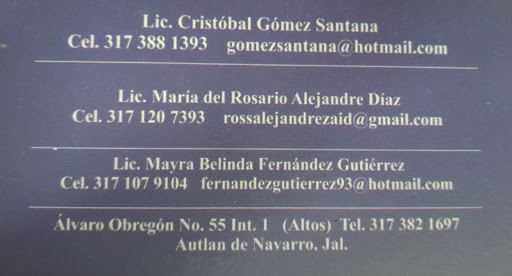 Lic. Cristóbal Gómez Santana
Cel. 317 388 1393 gomezsantana@hotmail.com
Lic. María del Rosario Alejandre Díaz
Cel. 317 120 7393 rossalejandrezaid@gmail.com
Lic. Mayra Belinda Fernández Gutiérrez
Cel. 317 107 9104 fernandezgutierrez93@hotmail.com
Álvaro Obregón No. 55 Int. 1 (Altos) Tel. 317 382 1697
Autlan de Navarro, Jal.